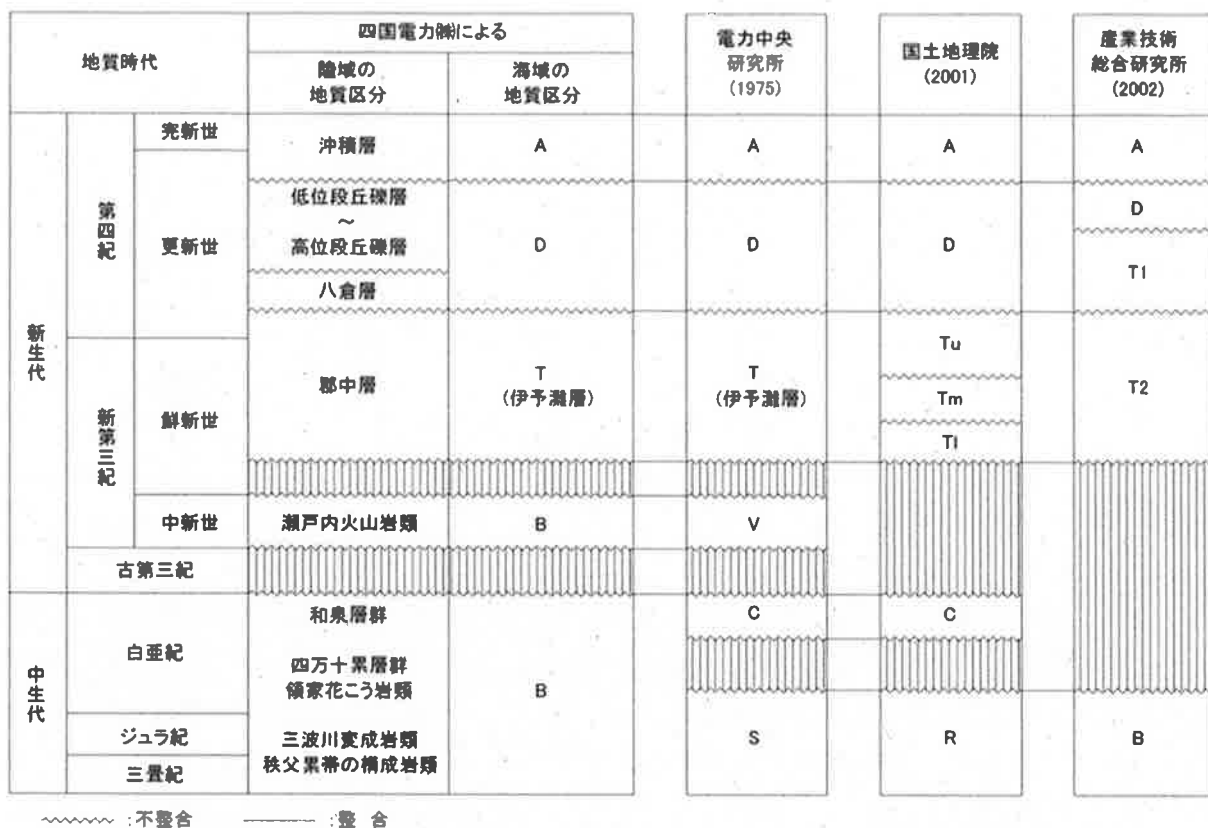 地質時代
四国電力㈱による
陸域の
地質区分
海域の
地質区分
電力中央
研究所
(1975)
国土地理院
(2001)
産業技術
総合研究所
(2002)
新生代
第四紀
完新世
沖積層
A
A
A
A
更新世
低位段丘礫層
～
高位段丘礫層
八倉層
D
D
D
D
T1
新第三紀
鮮新世
郡中層
T
(伊予灘層)
T
(伊予灘層)
Tu
Tm
Tl
T2
中新世
瀬戸内火山岩類
B
V
古第三紀
中生代
白亜紀
和泉層群
四万十累層群
領家花こう岩類
B
C
C
ジュラ紀
三畳紀
三波川変成岩類
秩父累帯の構成岩類
S
R
B
:不整合
:整 合